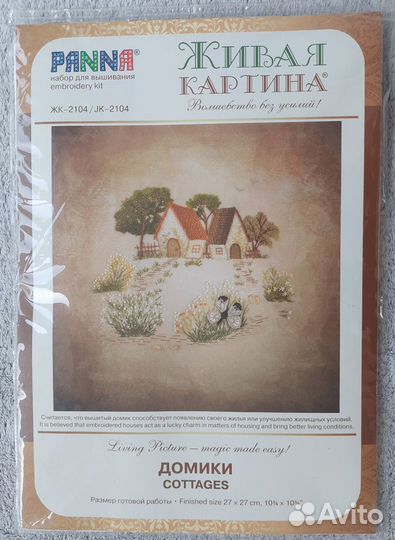 PANNA®
набор для вышивания
embroidery kit
ЖК-2104 / JK-2104
ЖИВАЯ
КАРТИНА®
Волшебство без усилий!
Считается, что вышитый домик способствует появлению своего жилья или улучшению жилищных условий.
It is believed that embroidered houses act as a lucky charm in matters of housing and bring better living conditions.
Living Picture — magic made easy!
ДОМИКИ
COTTAGES
Размер готовой работы • Finished size 27 x 27 cm, 10¾ x 10¾"
Avito